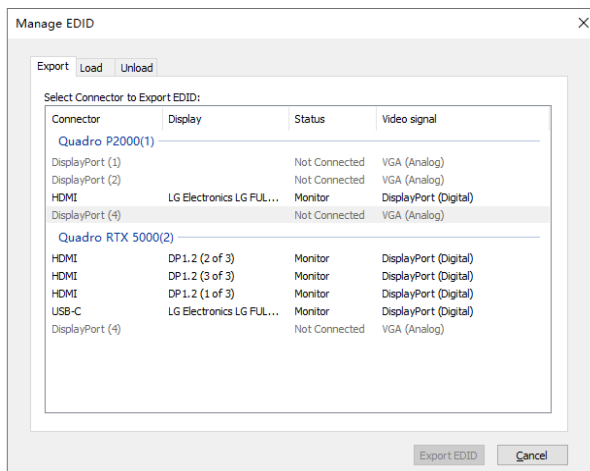 Manage EDID
Export Load Unload
Select Connector to Export EDID:
Connector Display Status Video signal
Quadro P2000(1)
DisplayPort (1) Not Connected VGA (Analog)
DisplayPort (2) Not Connected VGA (Analog)
HDMI LG Electronics LG FUL... Monitor DisplayPort (Digital)
DisplayPort (4) Not Connected VGA (Analog)
Quadro RTX 5000(2)
HDMI DP1.2 (2 of 3) Monitor DisplayPort (Digital)
HDMI DP1.2 (3 of 3) Monitor DisplayPort (Digital)
HDMI DP1.2 (1 of 3) Monitor DisplayPort (Digital)
USB-C LG Electronics LG FUL... Monitor DisplayPort (Digital)
DisplayPort (4) Not Connected VGA (Analog)
Export EDID Cancel